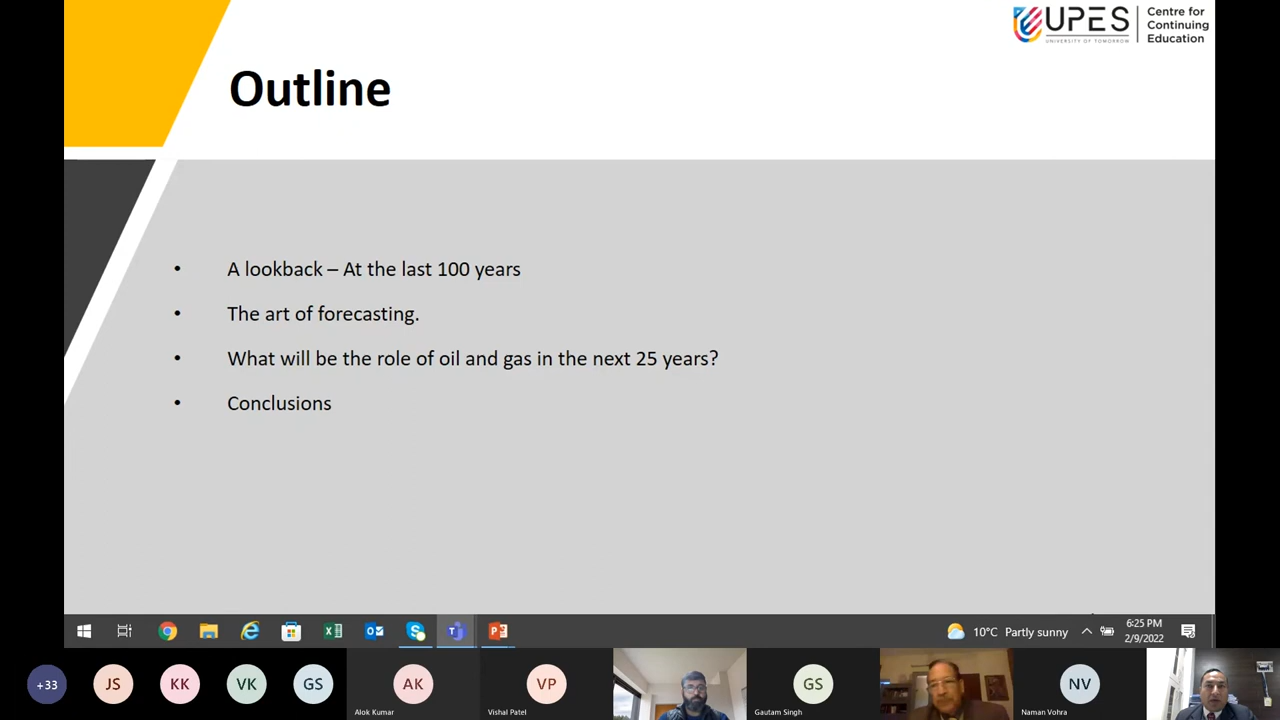 UPES
UNIVERSITY OF TOMORROW
Centre for
Continuing
Education
Outline
• A lookback – At the last 100 years
• The art of forecasting.
• What will be the role of oil and gas in the next 25 years?
• Conclusions
10°C Partly sunny
6:25 PM
2/9/2022
+33
JS
KK
VK
GS
AK
Alok Kumar
VP
Vishal Patel
GS
Gautam Singh
NV
Naman Vohra